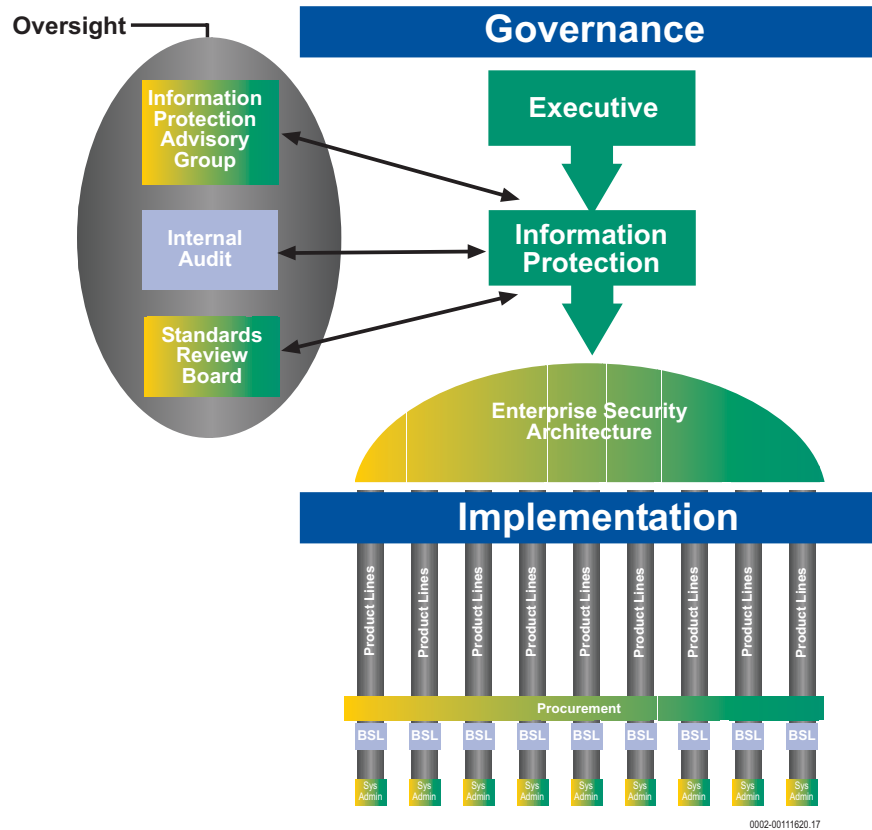 Oversight
Governance
Information
Protection
Advisory
Group
Executive
Internal
Audit
Information
Protection
Standards
Review
Board
Enterprise Security
Architecture
Implementation
Product Lines
Product Lines
Product Lines
Product Lines
Product Lines
Product Lines
Product Lines
Product Lines
Product Lines
Procurement
BSL BSL BSL BSL BSL BSL BSL BSL BSL
Sys Sys Sys Sys Sys Sys Sys Sys Sys
Admin Admin Admin Admin Admin Admin Admin Admin Admin
0002-00111620.17